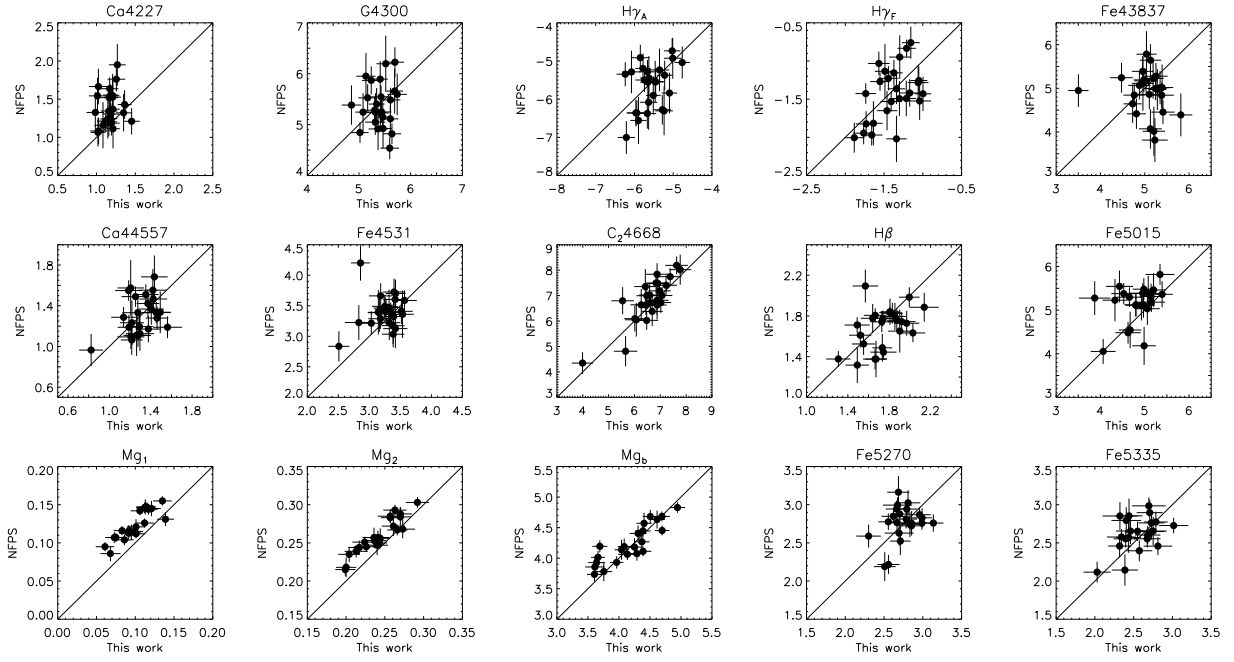 Ca4227
2.5
2.0
1.5
1.0
0.5
NFPS
0.5 1.0 1.5 2.0 2.5
This work
G4300
7
6
5
4
NFPS
4 5 6 7
This work
Hγ_A
−4
−5
−6
−7
−8
NFPS
−8 −7 −6 −5 −4
This work
Hγ_F
−0.5
−1.5
−2.5
NFPS
−2.5 −1.5 −0.5
This work
Fe43837
6
5
4
3
NFPS
3 4 5 6
This work
Ca44557
1.8
1.4
1.0
0.6
NFPS
0.6 1.0 1.4 1.8
This work
Fe4531
4.5
4.0
3.5
3.0
2.5
2.0
NFPS
2.0 2.5 3.0 3.5 4.0 4.5
This work
C₂4668
9
8
7
6
5
4
3
NFPS
3 4 5 6 7 8 9
This work
Hβ
2.2
1.8
1.4
1.0
NFPS
1.0 1.4 1.8 2.2
This work
Fe5015
6
5
4
3
NFPS
3 4 5 6
This work
Mg₁
0.20
0.15
0.10
0.05
0.00
NFPS
0.00 0.05 0.10 0.15 0.20
This work
Mg₂
0.35
0.30
0.25
0.20
0.15
NFPS
0.15 0.20 0.25 0.30 0.35
This work
Mg_b
5.5
5.0
4.5
4.0
3.5
3.0
NFPS
3.0 3.5 4.0 4.5 5.0 5.5
This work
Fe5270
3.5
3.0
2.5
2.0
1.5
NFPS
1.5 2.0 2.5 3.0 3.5
This work
Fe5335
3.5
3.0
2.5
2.0
1.5
NFPS
1.5 2.0 2.5 3.0 3.5
This work